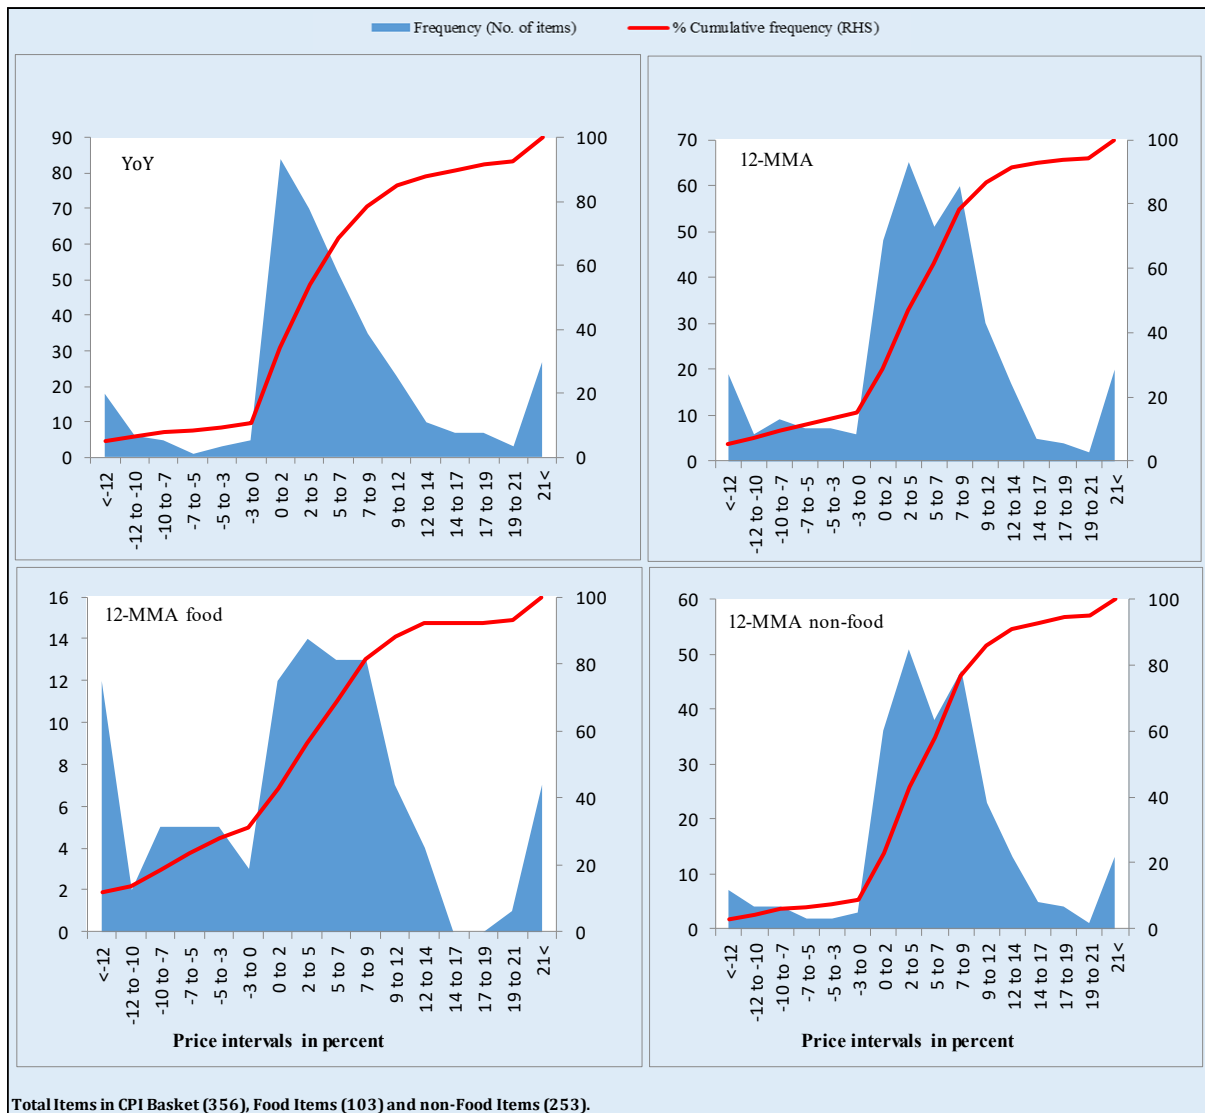 Frequency (No. of items) % Cumulative frequency (RHS)
YoY
90
80
70
60
50
40
30
20
10
0
100
80
60
40
20
0
<-12
-12 to -10
-10 to -7
-7 to -5
-5 to -3
-3 to 0
0 to 2
2 to 5
5 to 7
7 to 9
9 to 12
12 to 14
14 to 17
17 to 19
19 to 21
21<
12-MMA
70
60
50
40
30
20
10
0
100
80
60
40
20
0
<-12
-12 to -10
-10 to -7
-7 to -5
-5 to -3
-3 to 0
0 to 2
2 to 5
5 to 7
7 to 9
9 to 12
12 to 14
14 to 17
17 to 19
19 to 21
21<
12-MMA food
16
14
12
10
8
6
4
2
0
100
80
60
40
20
0
<-12
-12 to -10
-10 to -7
-7 to -5
-5 to -3
-3 to 0
0 to 2
2 to 5
5 to 7
7 to 9
9 to 12
12 to 14
14 to 17
17 to 19
19 to 21
21<
Price intervals in percent
12-MMA non-food
60
50
40
30
20
10
0
100
80
60
40
20
0
<-12
-12 to -10
-10 to -7
-7 to -5
-5 to -3
-3 to 0
0 to 2
2 to 5
5 to 7
7 to 9
9 to 12
12 to 14
14 to 17
17 to 19
19 to 21
21<
Price intervals in percent
Total Items in CPI Basket (356), Food Items (103) and non-Food Items (253).